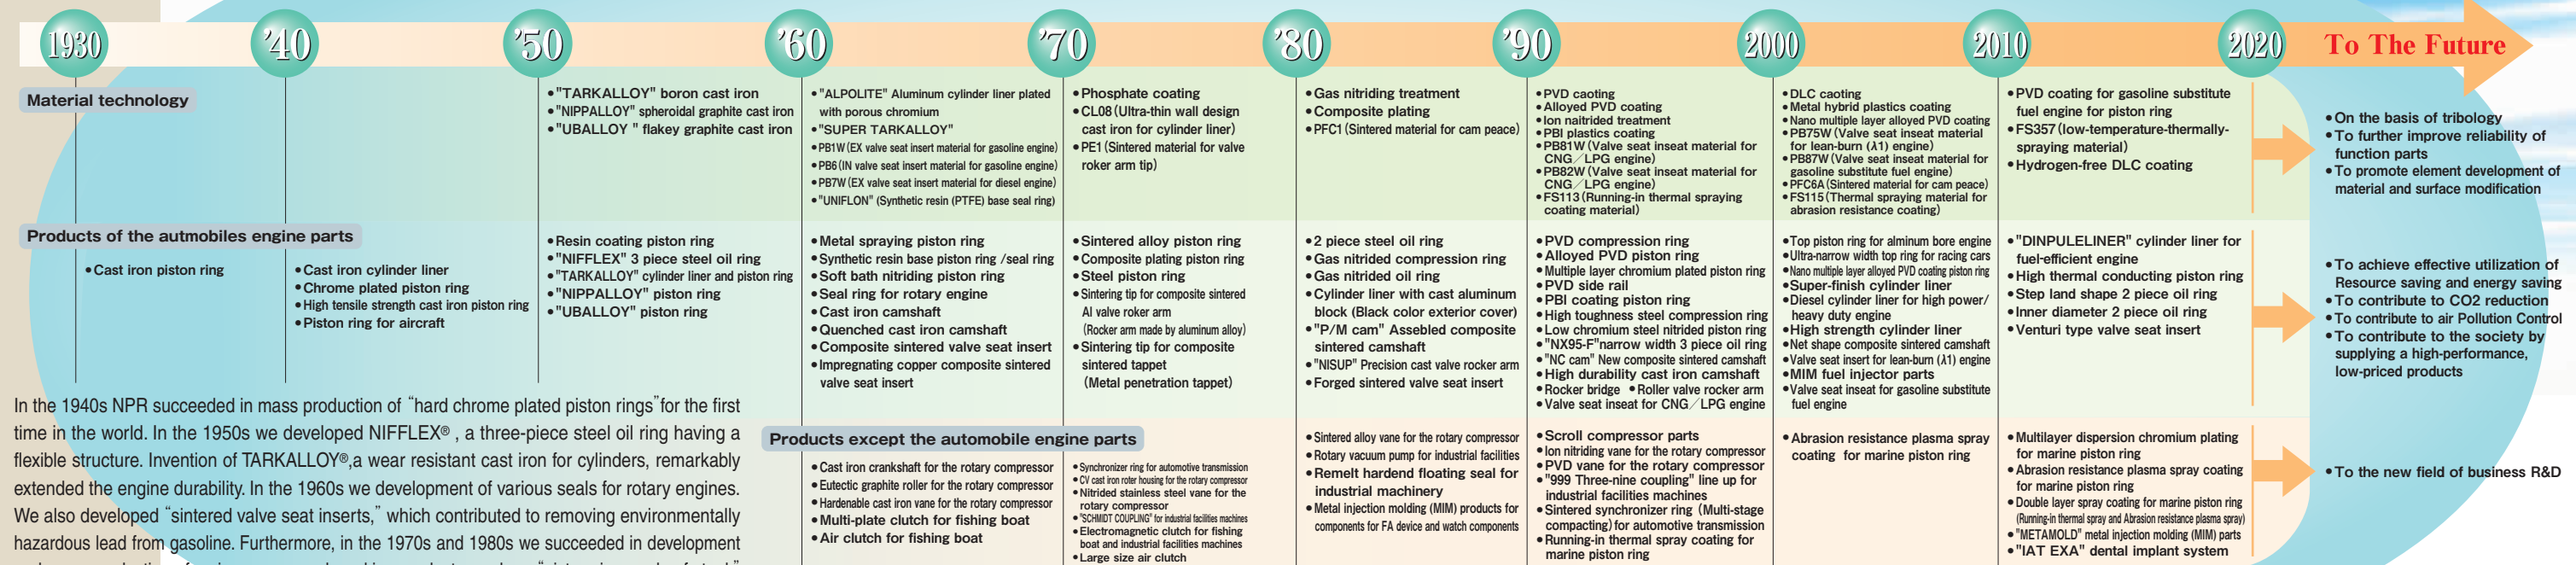 1930 '40 '50 '60 '70 '80 '90 2000 2010 2020 To The Future
Material technology
•"TARKALLOY" boron cast iron
•"NIPPALLOY" spheroidal graphite cast iron
•"UBALLOY " flakey graphite cast iron
•"ALPOLITE" Aluminum cylinder liner plated
with porous chromium
•"SUPER TARKALLOY"
•PB1W (EX valve seat insert material for gasoline engine)
•PB6 (IN valve seat insert material for gasoline engine)
•PB7W (EX valve seat insert material for diesel engine)
•"UNIFLON" (Synthetic resin (PTFE) base seal ring)
•Phosphate coating
•CL08 (Ultra-thin wall design
cast iron for cylinder liner)
•PE1 (Sintered material for valve
roker arm tip)
•Gas nitriding treatment
•Composite plating
•PFC1 (Sintered material for cam peace)
•PVD caoting
•Alloyed PVD coating
•Ion naitrided treatment
•PBI plastics coating
•PB81W (Valve seat inseat material for
CNG／LPG engine)
•PB82W (Valve seat inseat material for
CNG／LPG engine)
•FS113 (Running-in thermal spraying
coating material)
•DLC caoting
•Metal hybrid plastics coating
•Nano multiple layer alloyed PVD coating
•PB75W (Valve seat inseat material
for lean-burn (λ1) engine)
•PB87W (Valve seat inseat material for
gasoline substitute fuel engine)
•PFC6A (Sintered material for cam peace)
•FS115 (Thermal spraying material for
abrasion resistance coating)
•PVD coating for gasoline substitute
fuel engine for piston ring
•FS357 (low-temperature-thermally-
spraying material)
•Hydrogen-free DLC coating
•On the basis of tribology
•To further improve reliability of
function parts
•To promote element development of
material and surface modification
Products of the autmobiles engine parts
•Cast iron piston ring
•Cast iron cylinder liner
•Chrome plated piston ring
•High tensile strength cast iron piston ring
•Piston ring for aircraft
•Resin coating piston ring
•"NIFFLEX" 3 piece steel oil ring
•"TARKALLOY" cylinder liner and piston ring
•"NIPPALLOY" piston ring
•"UBALLOY" piston ring
•Metal spraying piston ring
•Synthetic resin base piston ring /seal ring
•Soft bath nitriding piston ring
•Seal ring for rotary engine
•Cast iron camshaft
•Quenched cast iron camshaft
•Composite sintered valve seat insert
•Impregnating copper composite sintered
valve seat insert
•Sintered alloy piston ring
•Composite plating piston ring
•Steel piston ring
•Sintering tip for composite sintered
Al valve roker arm
(Rocker arm made by aluminum alloy)
•Sintering tip for composite
sintered tappet
(Metal penetration tappet)
•2 piece steel oil ring
•Gas nitrided compression ring
•Gas nitrided oil ring
•Cylinder liner with cast aluminum
block (Black color exterior cover)
•"P/M cam" Assebled composite
sintered camshaft
•"NISUP" Precision cast valve rocker arm
•Forged sintered valve seat insert
•PVD compression ring
•Alloyed PVD piston ring
•Multiple layer chromium plated piston ring
•PVD side rail
•PBI coating piston ring
•High toughness steel compression ring
•Low chromium steel nitrided piston ring
•"NX95-F"narrow width 3 piece oil ring
•"NC cam" New composite sintered camshaft
•High durability cast iron camshaft
•Rocker bridge •Roller valve rocker arm
•Valve seat inseat for CNG／LPG engine
•Top piston ring for alminum bore engine
•Ultra-narrow width top ring for racing cars
•Nano multiple layer alloyed PVD coating piston ring
•Super-finish cylinder liner
•Diesel cylinder liner for high power/
heavy duty engine
•High strength cylinder liner
•Net shape composite sintered camshaft
•Valve seat insert for lean-burn (λ1) engine
•MIM fuel injector parts
•Valve seat inseat for gasoline substitute
fuel engine
•"DINPULELINER" cylinder liner for
fuel-efficient engine
•High thermal conducting piston ring
•Step land shape 2 piece oil ring
•Inner diameter 2 piece oil ring
•Venturi type valve seat insert
•To achieve effective utilization of
Resource saving and energy saving
•To contribute to CO2 reduction
•To contribute to air Pollution Control
•To contribute to the society by
supplying a high-performance,
low-priced products
In the 1940s NPR succeeded in mass production of “hard chrome plated piston rings”for the first
time in the world. In the 1950s we developed NIFFLEX® , a three-piece steel oil ring having a
flexible structure. Invention of TARKALLOY®,a wear resistant cast iron for cylinders, remarkably
extended the engine durability. In the 1960s we development of various seals for rotary engines.
We also developed “sintered valve seat inserts,” which contributed to removing environmentally
hazardous lead from gasoline. Furthermore, in the 1970s and 1980s we succeeded in development
Products except the automobile engine parts
•Cast iron crankshaft for the rotary compressor
•Eutectic graphite roller for the rotary compressor
•Hardenable cast iron vane for the rotary compressor
•Multi-plate clutch for fishing boat
•Air clutch for fishing boat
•Synchronizer ring for automotive transmission
•CV cast iron roter housing for the rotary compressor
•Nitrided stainless steel vane for the
rotary compressor
•"SCHMIDT COUPLING" for industrial facilities machines
•Electromagnetic clutch for fishing
boat and industrial facilities machines
•Large size air clutch
•Sintered alloy vane for the rotary compressor
•Rotary vacuum pump for industrial facilities
•Remelt hardend floating seal for
industrial machinery
•Metal injection molding (MIM) products for
components for FA device and watch components
•Scroll compressor parts
•Ion nitriding vane for the rotary compressor
•PVD vane for the rotary compressor
•"999 Three-nine coupling" line up for
industrial facilities machines
•Sintered synchronizer ring (Multi-stage
compacting) for automotive transmission
•Running-in thermal spray coating for
marine piston ring
•Abrasion resistance plasma spray
coating for marine piston ring
•Multilayer dispersion chromium plating
for marine piston ring
•Abrasion resistance plasma spray coating
for marine piston ring
•Double layer spray coating for marine piston ring
(Running-in thermal spray and Abrasion resistance plasma spray)
•"METAMOLD" metal injection molding (MIM) parts
•"IAT EXA" dental implant system
•To the new field of business R&D